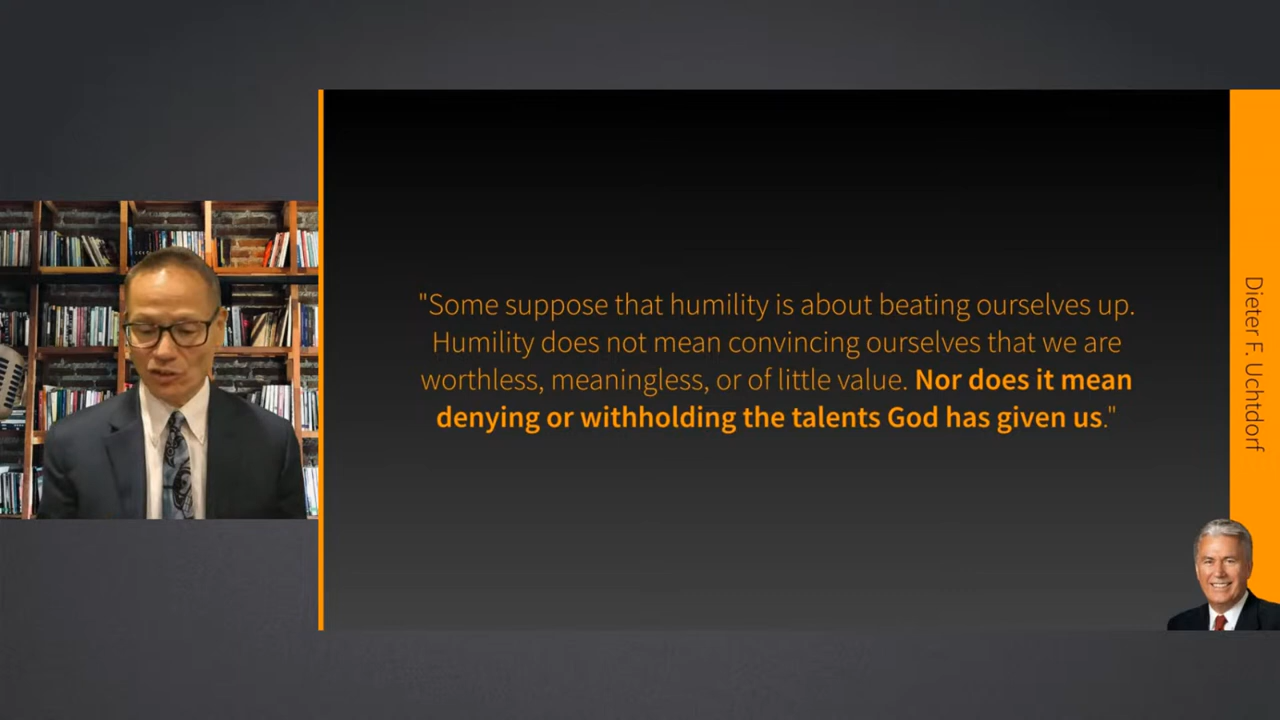 "Some suppose that humility is about beating ourselves up.
Humility does not mean convincing ourselves that we are
worthless, meaningless, or of little value. Nor does it mean
denying or withholding the talents God has given us."
Dieter F. Uchtdorf